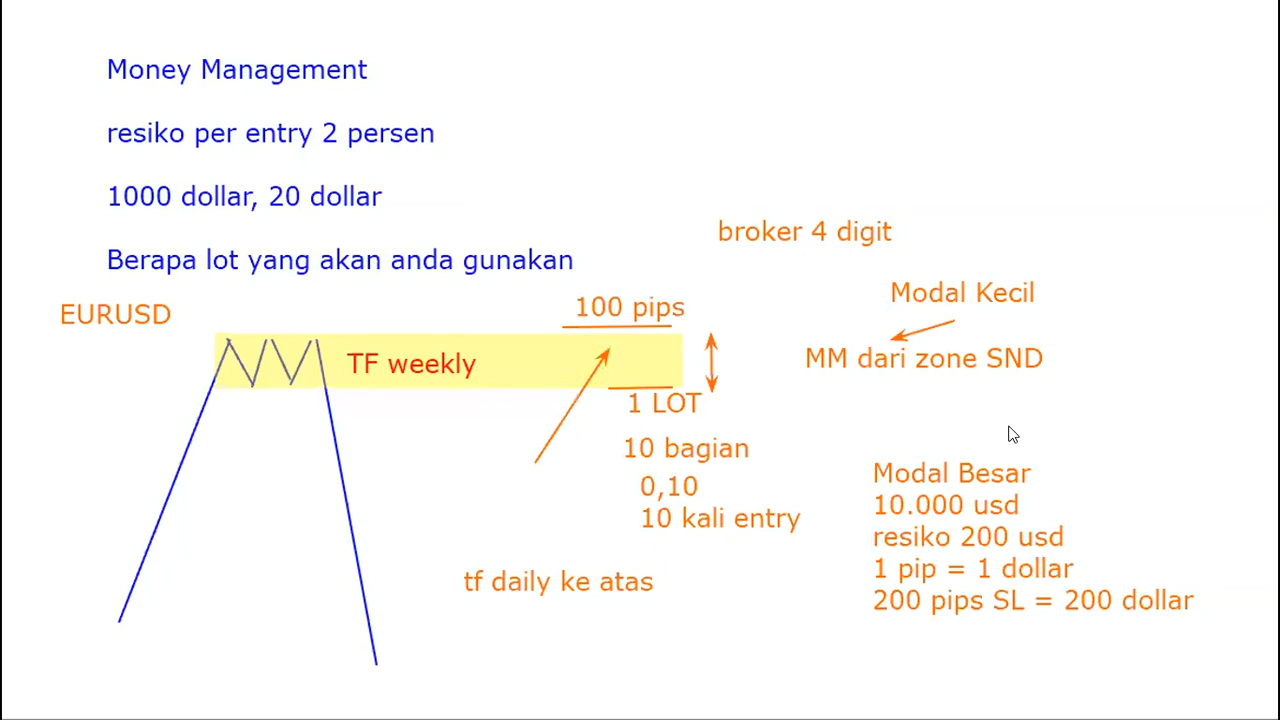 Money Management
resiko per entry 2 persen
1000 dollar, 20 dollar
Berapa lot yang akan anda gunakan
broker 4 digit
EURUSD
100 pips
Modal Kecil
TF weekly
MM dari zone SND
1 LOT
10 bagian
0,10
10 kali entry
tf daily ke atas
Modal Besar
10.000 usd
resiko 200 usd
1 pip = 1 dollar
200 pips SL = 200 dollar